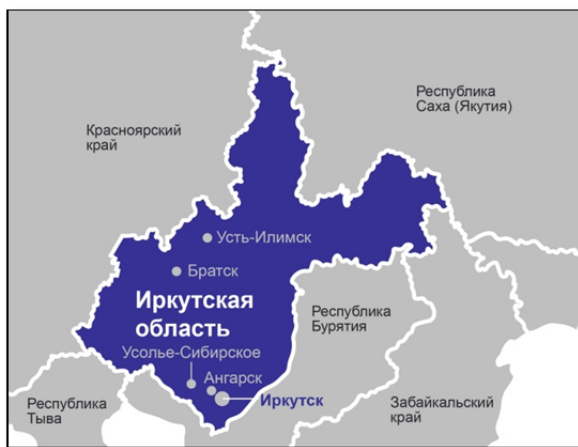 Республика
Саха (Якутия)
Красноярский
край
Усть-Илимск
Братск
Иркутская
область
Республика
Бурятия
Усолье-Сибирское
Ангарск
Иркутск
Республика
Тыва
Забайкальский
край